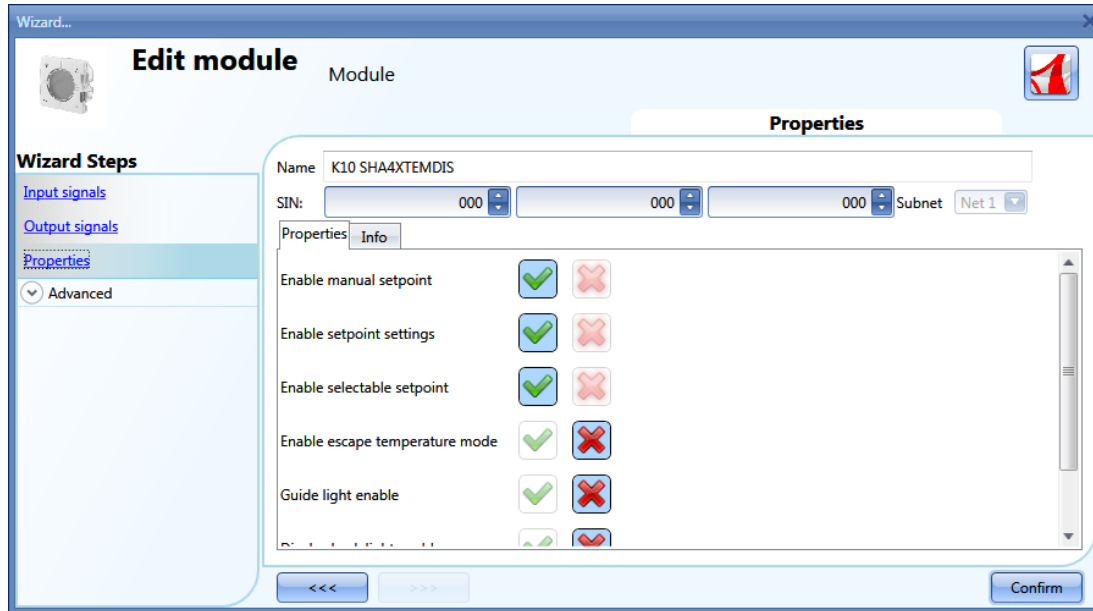 Wizard...
Edit module
Module
Properties
Wizard Steps
Input signals
Output signals
Properties
Advanced
Name K10 SHA4XTEMDIS
SIN: 000 000 000 Subnet Net 1
Properties Info
Enable manual setpoint
Enable setpoint settings
Enable selectable setpoint
Enable escape temperature mode
Guide light enable
<<< >>> Confirm